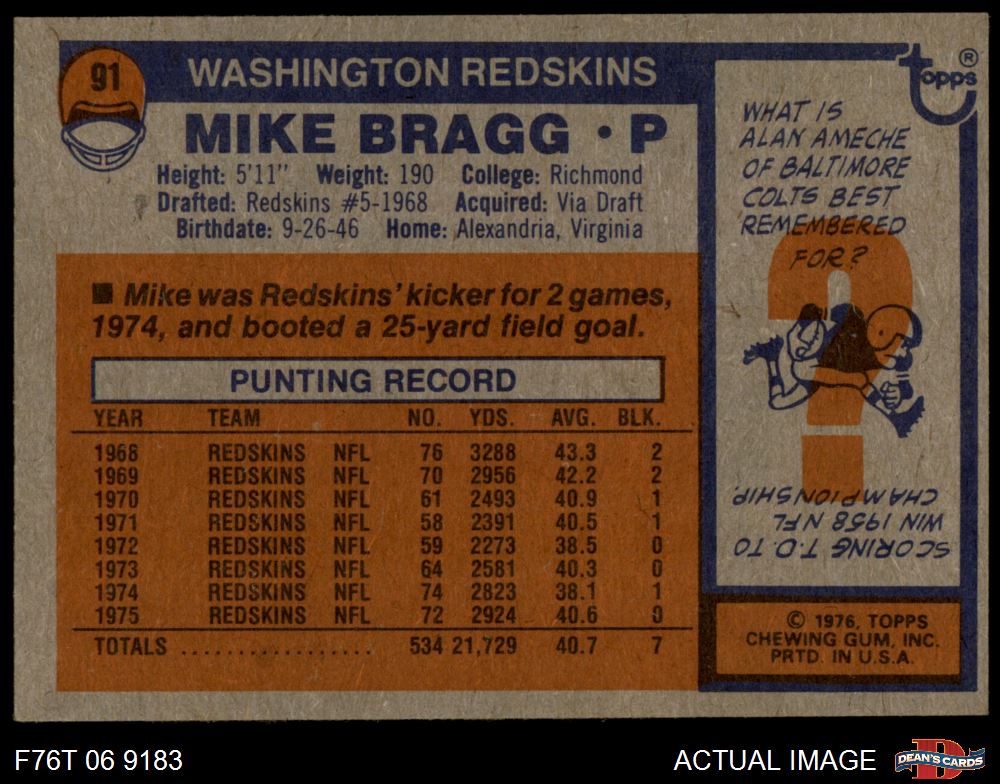 91
WASHINGTON REDSKINS
MIKE BRAGG • P
Height: 5'11" Weight: 190 College: Richmond
Drafted: Redskins #5-1968 Acquired: Via Draft
Birthdate: 9-26-46 Home: Alexandria, Virginia
■ Mike was Redskins' kicker for 2 games,
1974, and booted a 25-yard field goal.
PUNTING RECORD
YEAR TEAM NO. YDS. AVG. BLK.
1968 REDSKINS NFL 76 3288 43.3 2
1969 REDSKINS NFL 70 2956 42.2 2
1970 REDSKINS NFL 61 2493 40.9 1
1971 REDSKINS NFL 58 2391 40.5 1
1972 REDSKINS NFL 59 2273 38.5 0
1973 REDSKINS NFL 64 2581 40.3 0
1974 REDSKINS NFL 74 2823 38.1 1
1975 REDSKINS NFL 72 2924 40.6 0
TOTALS .................. 534 21,729 40.7 7
topps ®
WHAT IS
ALAN AMECHE
OF BALTIMORE
COLTS BEST
REMEMBERED
FOR?
?
SCORING T.D. TO
WIN 1958 NFL
CHAMPIONSHIP.
© 1976, TOPPS
CHEWING GUM, INC.
PRTD. IN U.S.A.
F76T 06 9183
ACTUAL IMAGE
D
DEAN'S CARDS